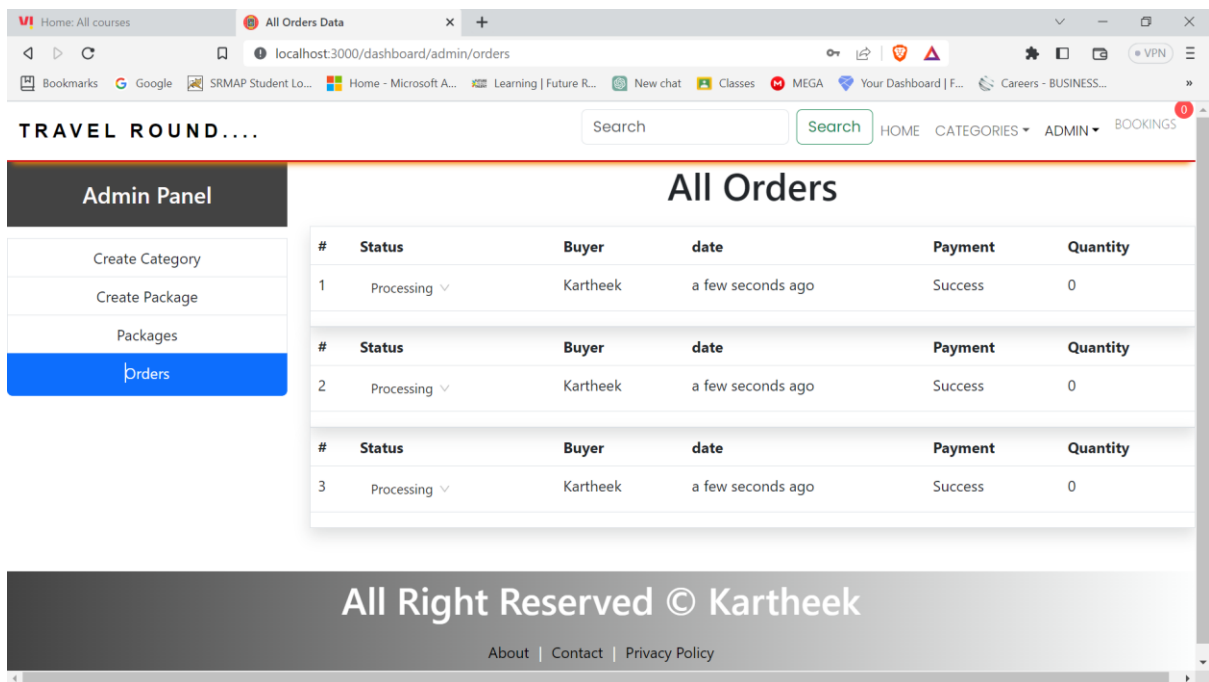 Home: All courses All Orders Data
localhost:3000/dashboard/admin/orders VPN
Bookmarks Google SRMAP Student Lo... Home - Microsoft A... Learning | Future R... New chat Classes MEGA Your Dashboard | F... Careers - BUSINESS... »
TRAVEL ROUND.... Search Search HOME CATEGORIES ADMIN BOOKINGS 0
Admin Panel
Create Category
Create Package
Packages
Orders
All Orders
# Status Buyer date Payment Quantity
1 Processing Kartheek a few seconds ago Success 0
# Status Buyer date Payment Quantity
2 Processing Kartheek a few seconds ago Success 0
# Status Buyer date Payment Quantity
3 Processing Kartheek a few seconds ago Success 0
All Right Reserved © Kartheek
About | Contact | Privacy Policy